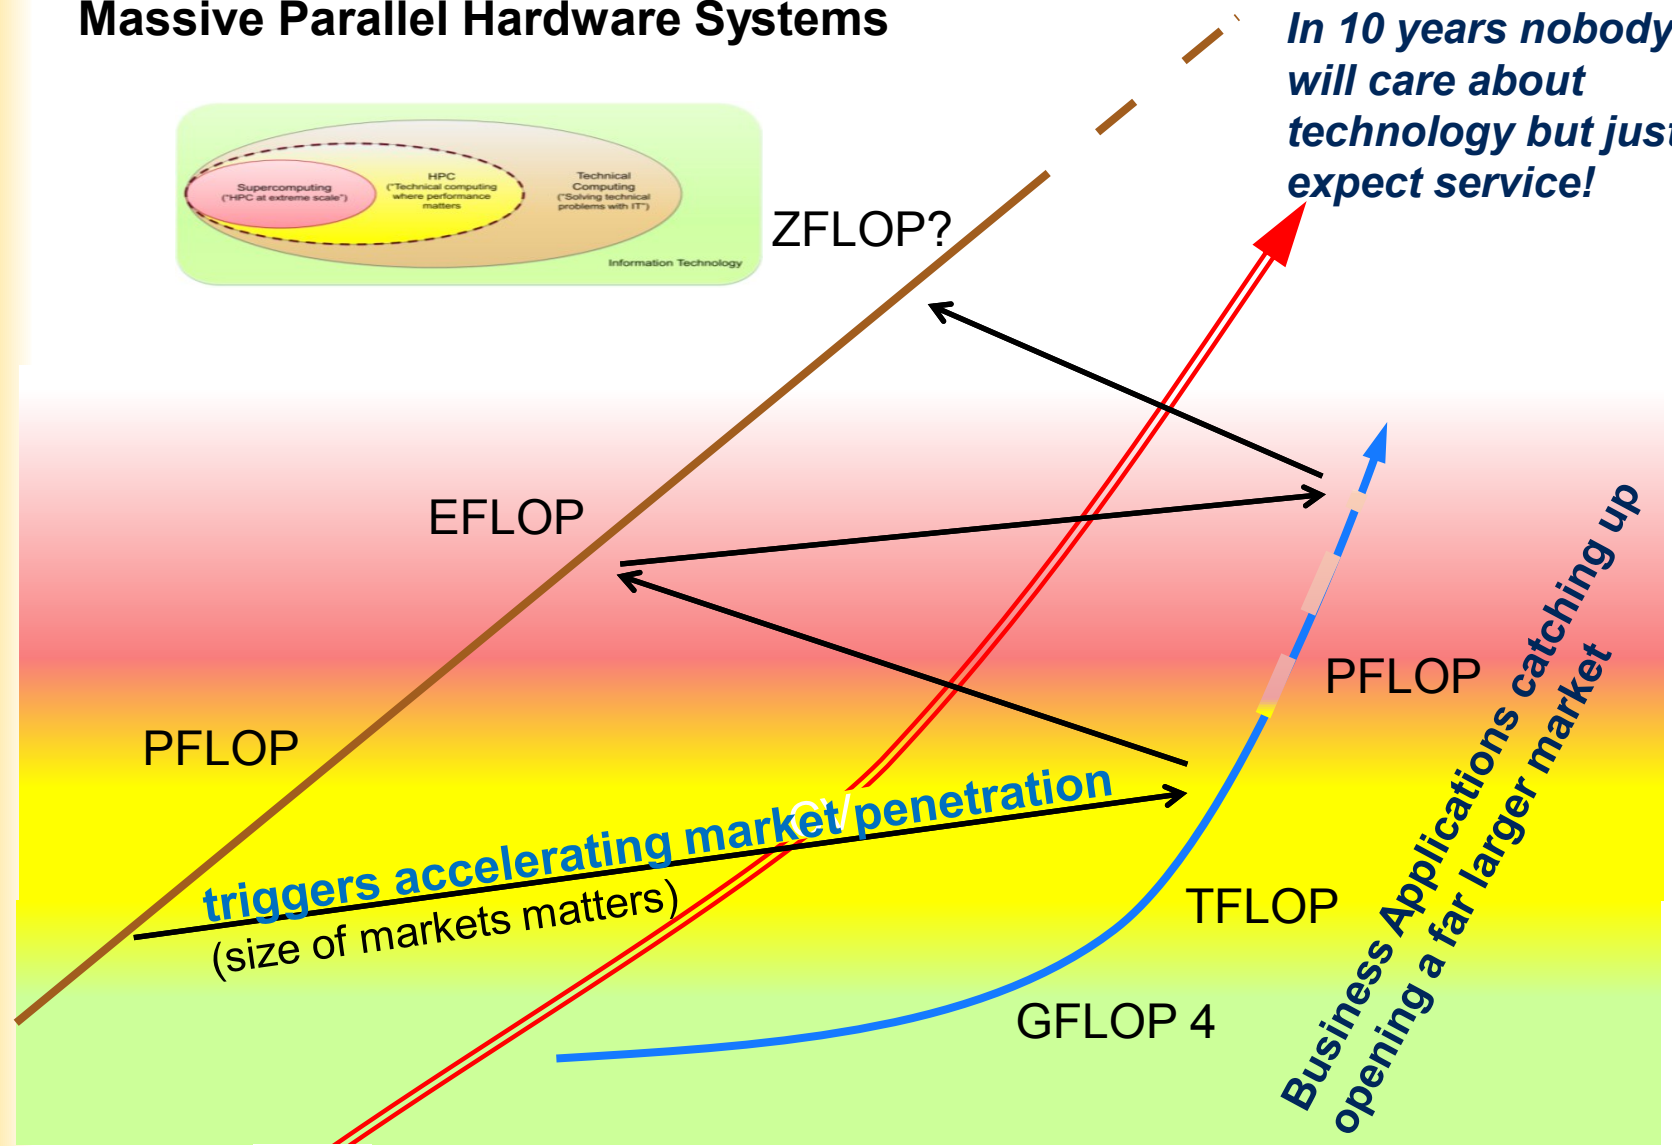 Massive Parallel Hardware Systems
In 10 years nobody
will care about
technology but just
expect service!
Supercomputing
("HPC at extreme scale")
HPC
("Technical computing
where performance
matters
Technical
Computing
("Solving technical
problems with IT")
Information Technology
ZFLOP?
EFLOP
PFLOP
PFLOP
triggers accelerating market penetration
(size of markets matters)
TFLOP
GFLOP 4
Business Applications catching up
opening a far larger market